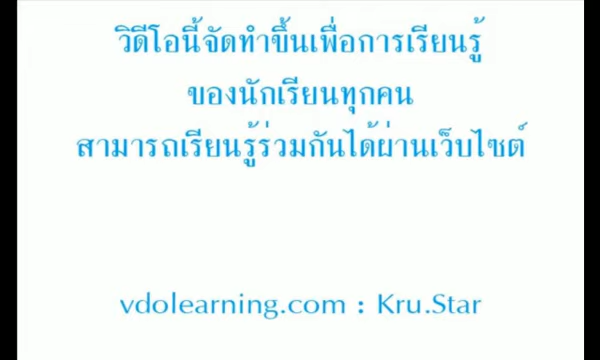 วิดีโอนี้จัดทำขึ้นเพื่อการเรียนรู้
ของนักเรียนทุกคน
สามารถเรียนรู้ร่วมกันได้ผ่านเว็บไซต์
vdolearning.com : Kru.Star